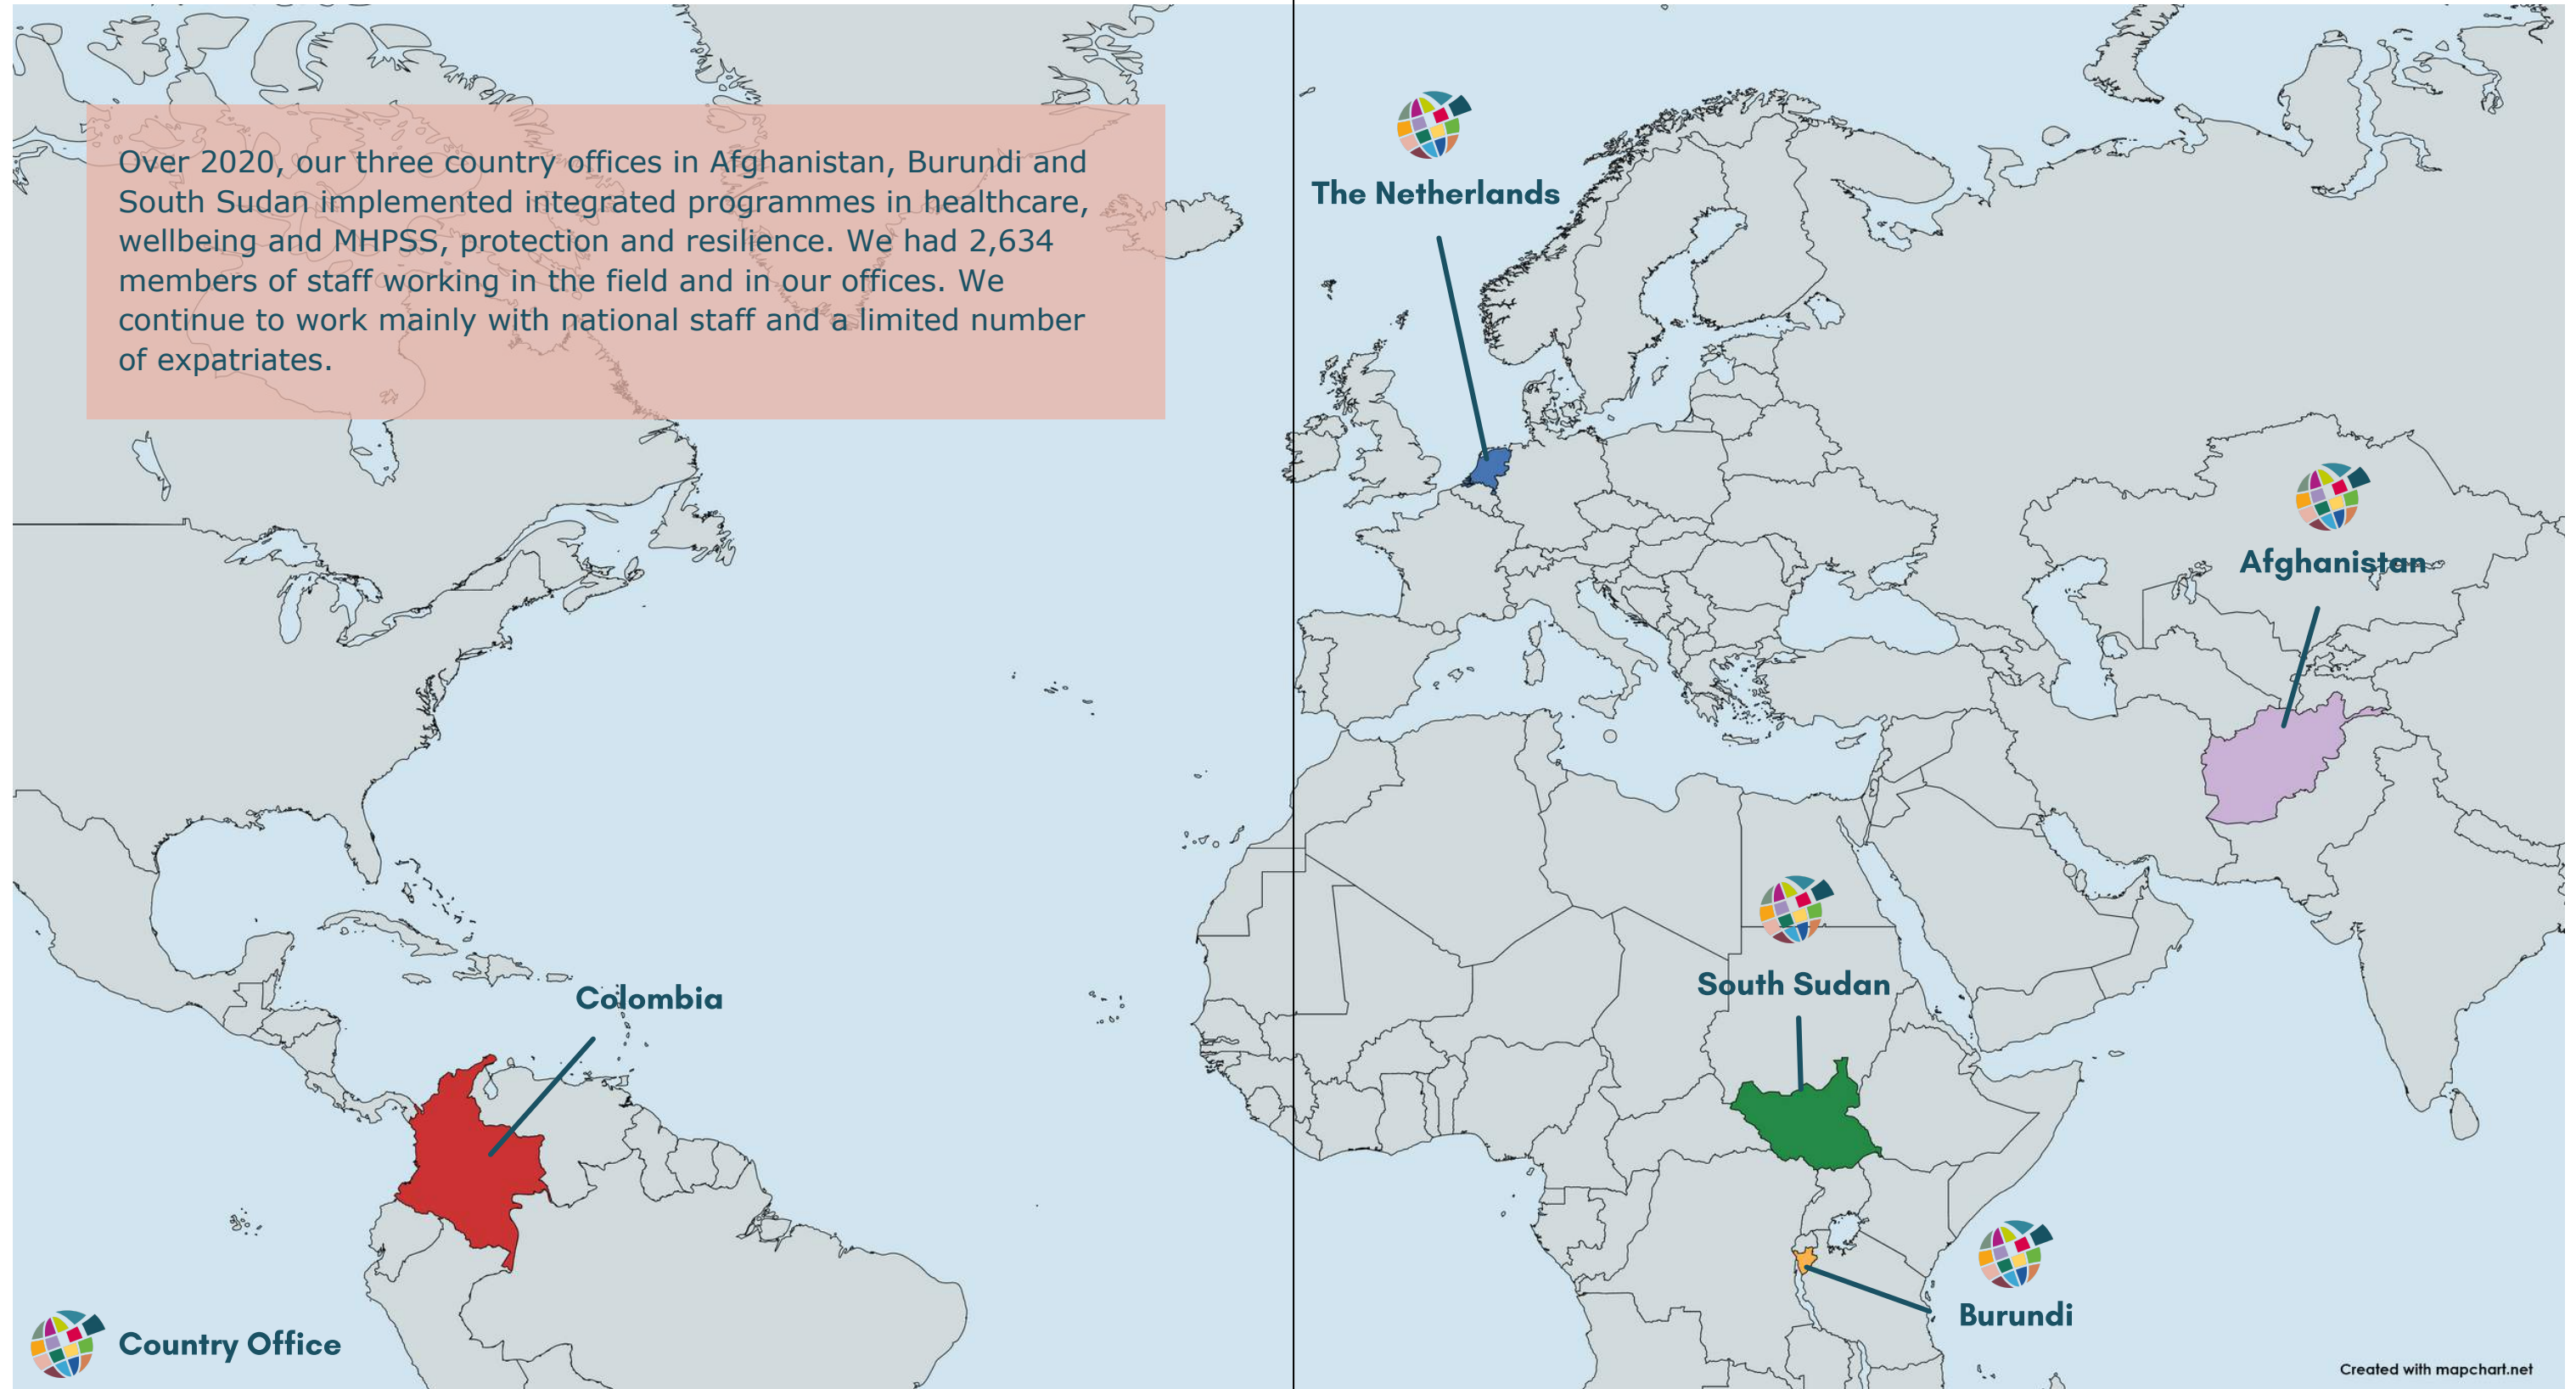 Over 2020, our three country offices in Afghanistan, Burundi and
South Sudan implemented integrated programmes in healthcare,
wellbeing and MHPSS, protection and resilience. We had 2,634
members of staff working in the field and in our offices. We
continue to work mainly with national staff and a limited number
of expatriates.
The Netherlands
Afghanistan
South Sudan
Colombia
Burundi
Country Office
Created with mapchart.net